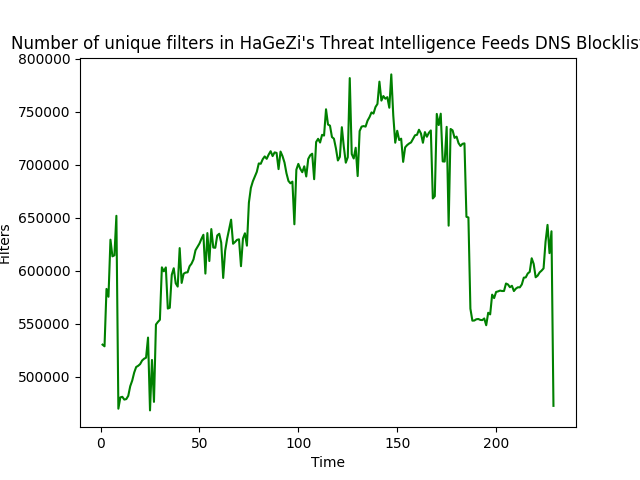 Number of unique filters in HaGeZi's Threat Intelligence Feeds DNS Blocklis
800000
750000
700000
650000
600000
550000
500000
Filters
0 50 100 150 200
Time